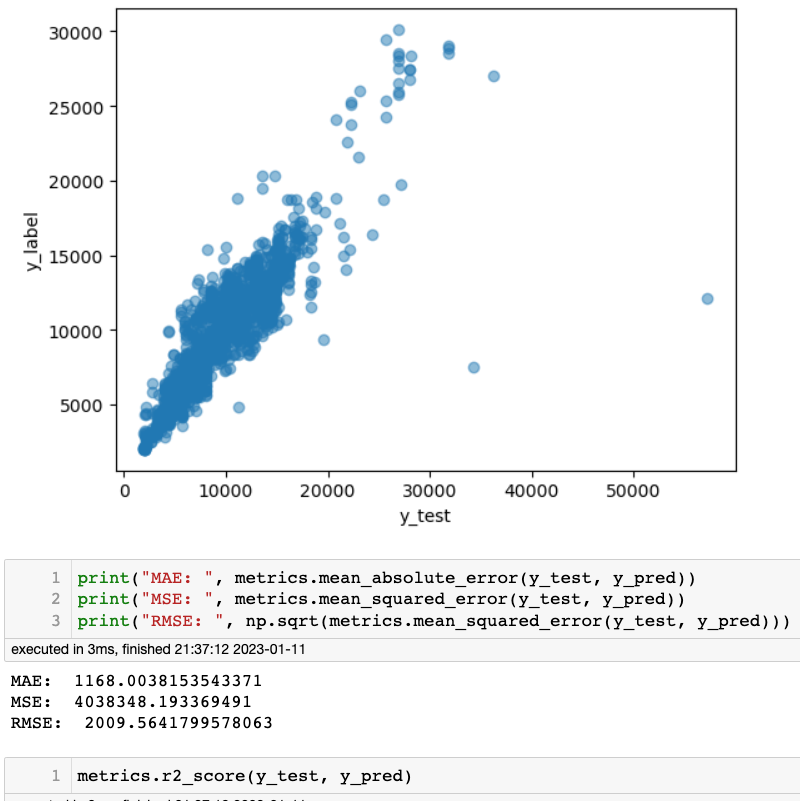 30000
25000
20000
15000
10000
5000
y_label
0 10000 20000 30000 40000 50000
y_test
1 print("MAE: ", metrics.mean_absolute_error(y_test, y_pred))
2 print("MSE: ", metrics.mean_squared_error(y_test, y_pred))
3 print("RMSE: ", np.sqrt(metrics.mean_squared_error(y_test, y_pred)))
executed in 3ms, finished 21:37:12 2023-01-11
MAE:  1168.0038153543371
MSE:  4038348.193369491
RMSE:  2009.5641799578063
1 metrics.r2_score(y_test, y_pred)